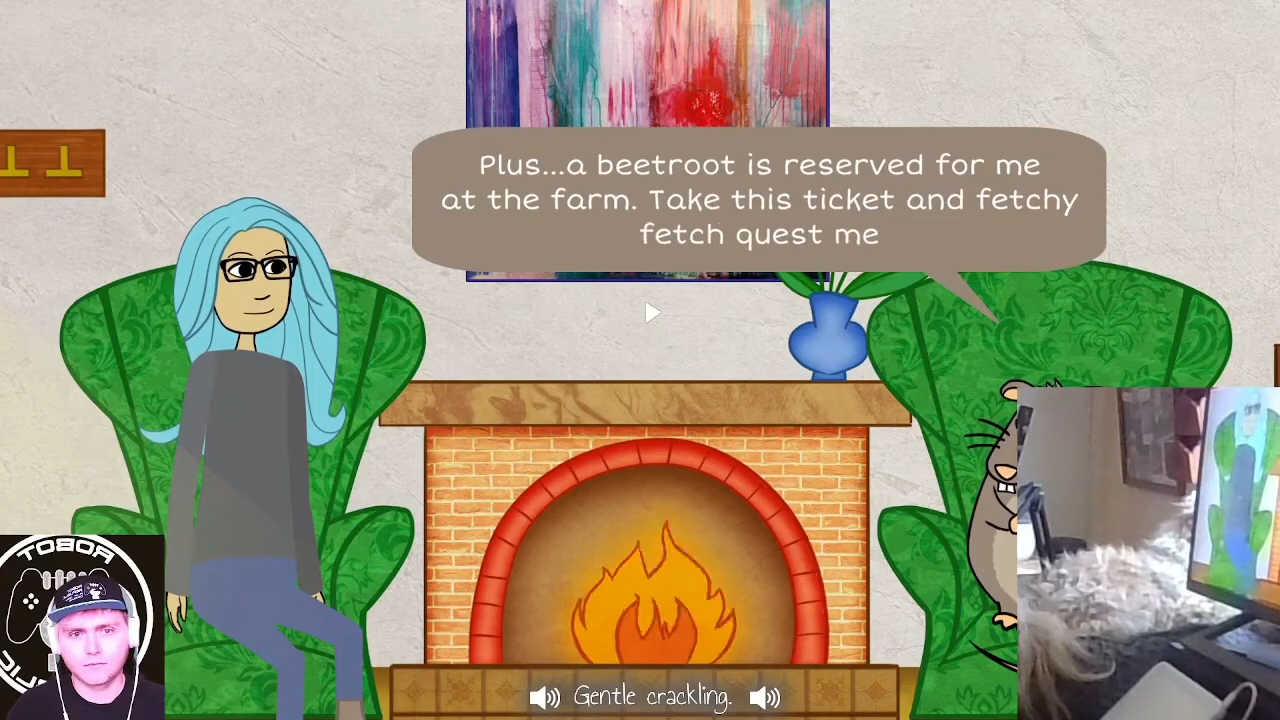 Plus...a beetroot is reserved for me
at the farm. Take this ticket and fetchy
fetch quest me
Gentle crackling.